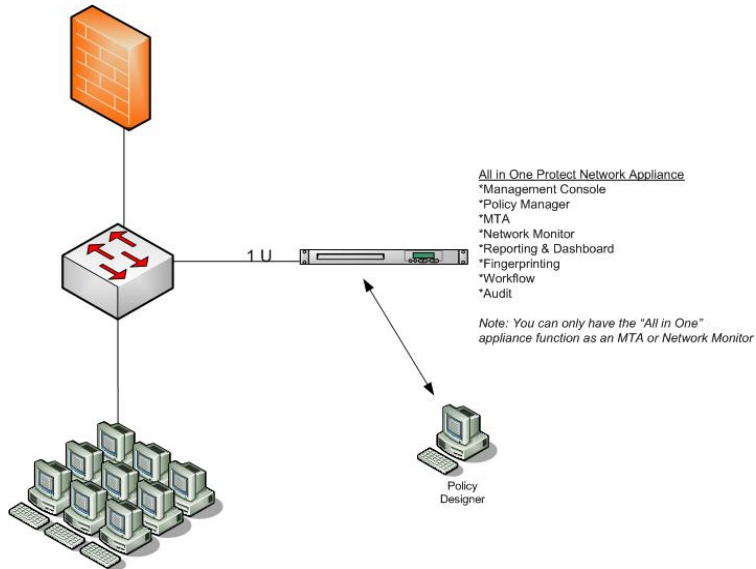 All in One Protect Network Appliance
*Management Console
*Policy Manager
*MTA
*Network Monitor
*Reporting & Dashboard
*Fingerprinting
*Workflow
*Audit
Note: You can only have the “All in One”
appliance function as an MTA or Network Monitor
1 U
Policy
Designer